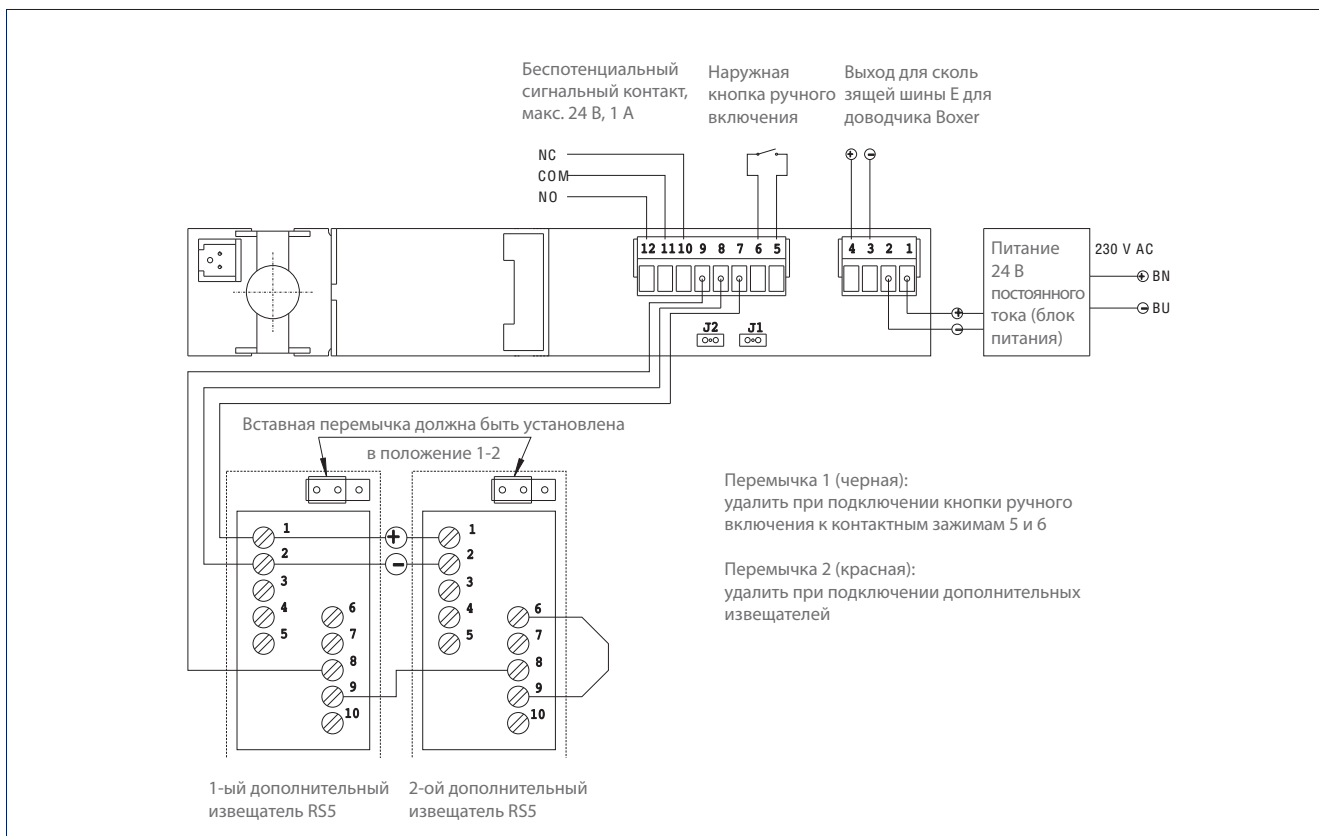 Беспотенциальный
сигнальный контакт,
макс. 24 В, 1 А
Наружная
кнопка ручного
включения
Выход для сколь
зящей шины E для
доводчика Boxer
NC
COM
NO
12 11 10 9 8 7 6 5
4 3 2 1
J2 J1
Питание
24 В
постоянного
тока (блок
питания)
230 V AC
+ BN
- BU
+
-
Вставная перемычка должна быть установлена
в положение 1-2
1
2
3
4
5
6
7
8
9
10
+
-
1
2
3
4
5
6
7
8
9
10
Перемычка 1 (черная):
удалить при подключении кнопки ручного
включения к контактным зажимам 5 и 6
Перемычка 2 (красная):
удалить при подключении дополнительных
извещателей
1-ый дополнительный
извещатель RS5
2-ой дополнительный
извещатель RS5